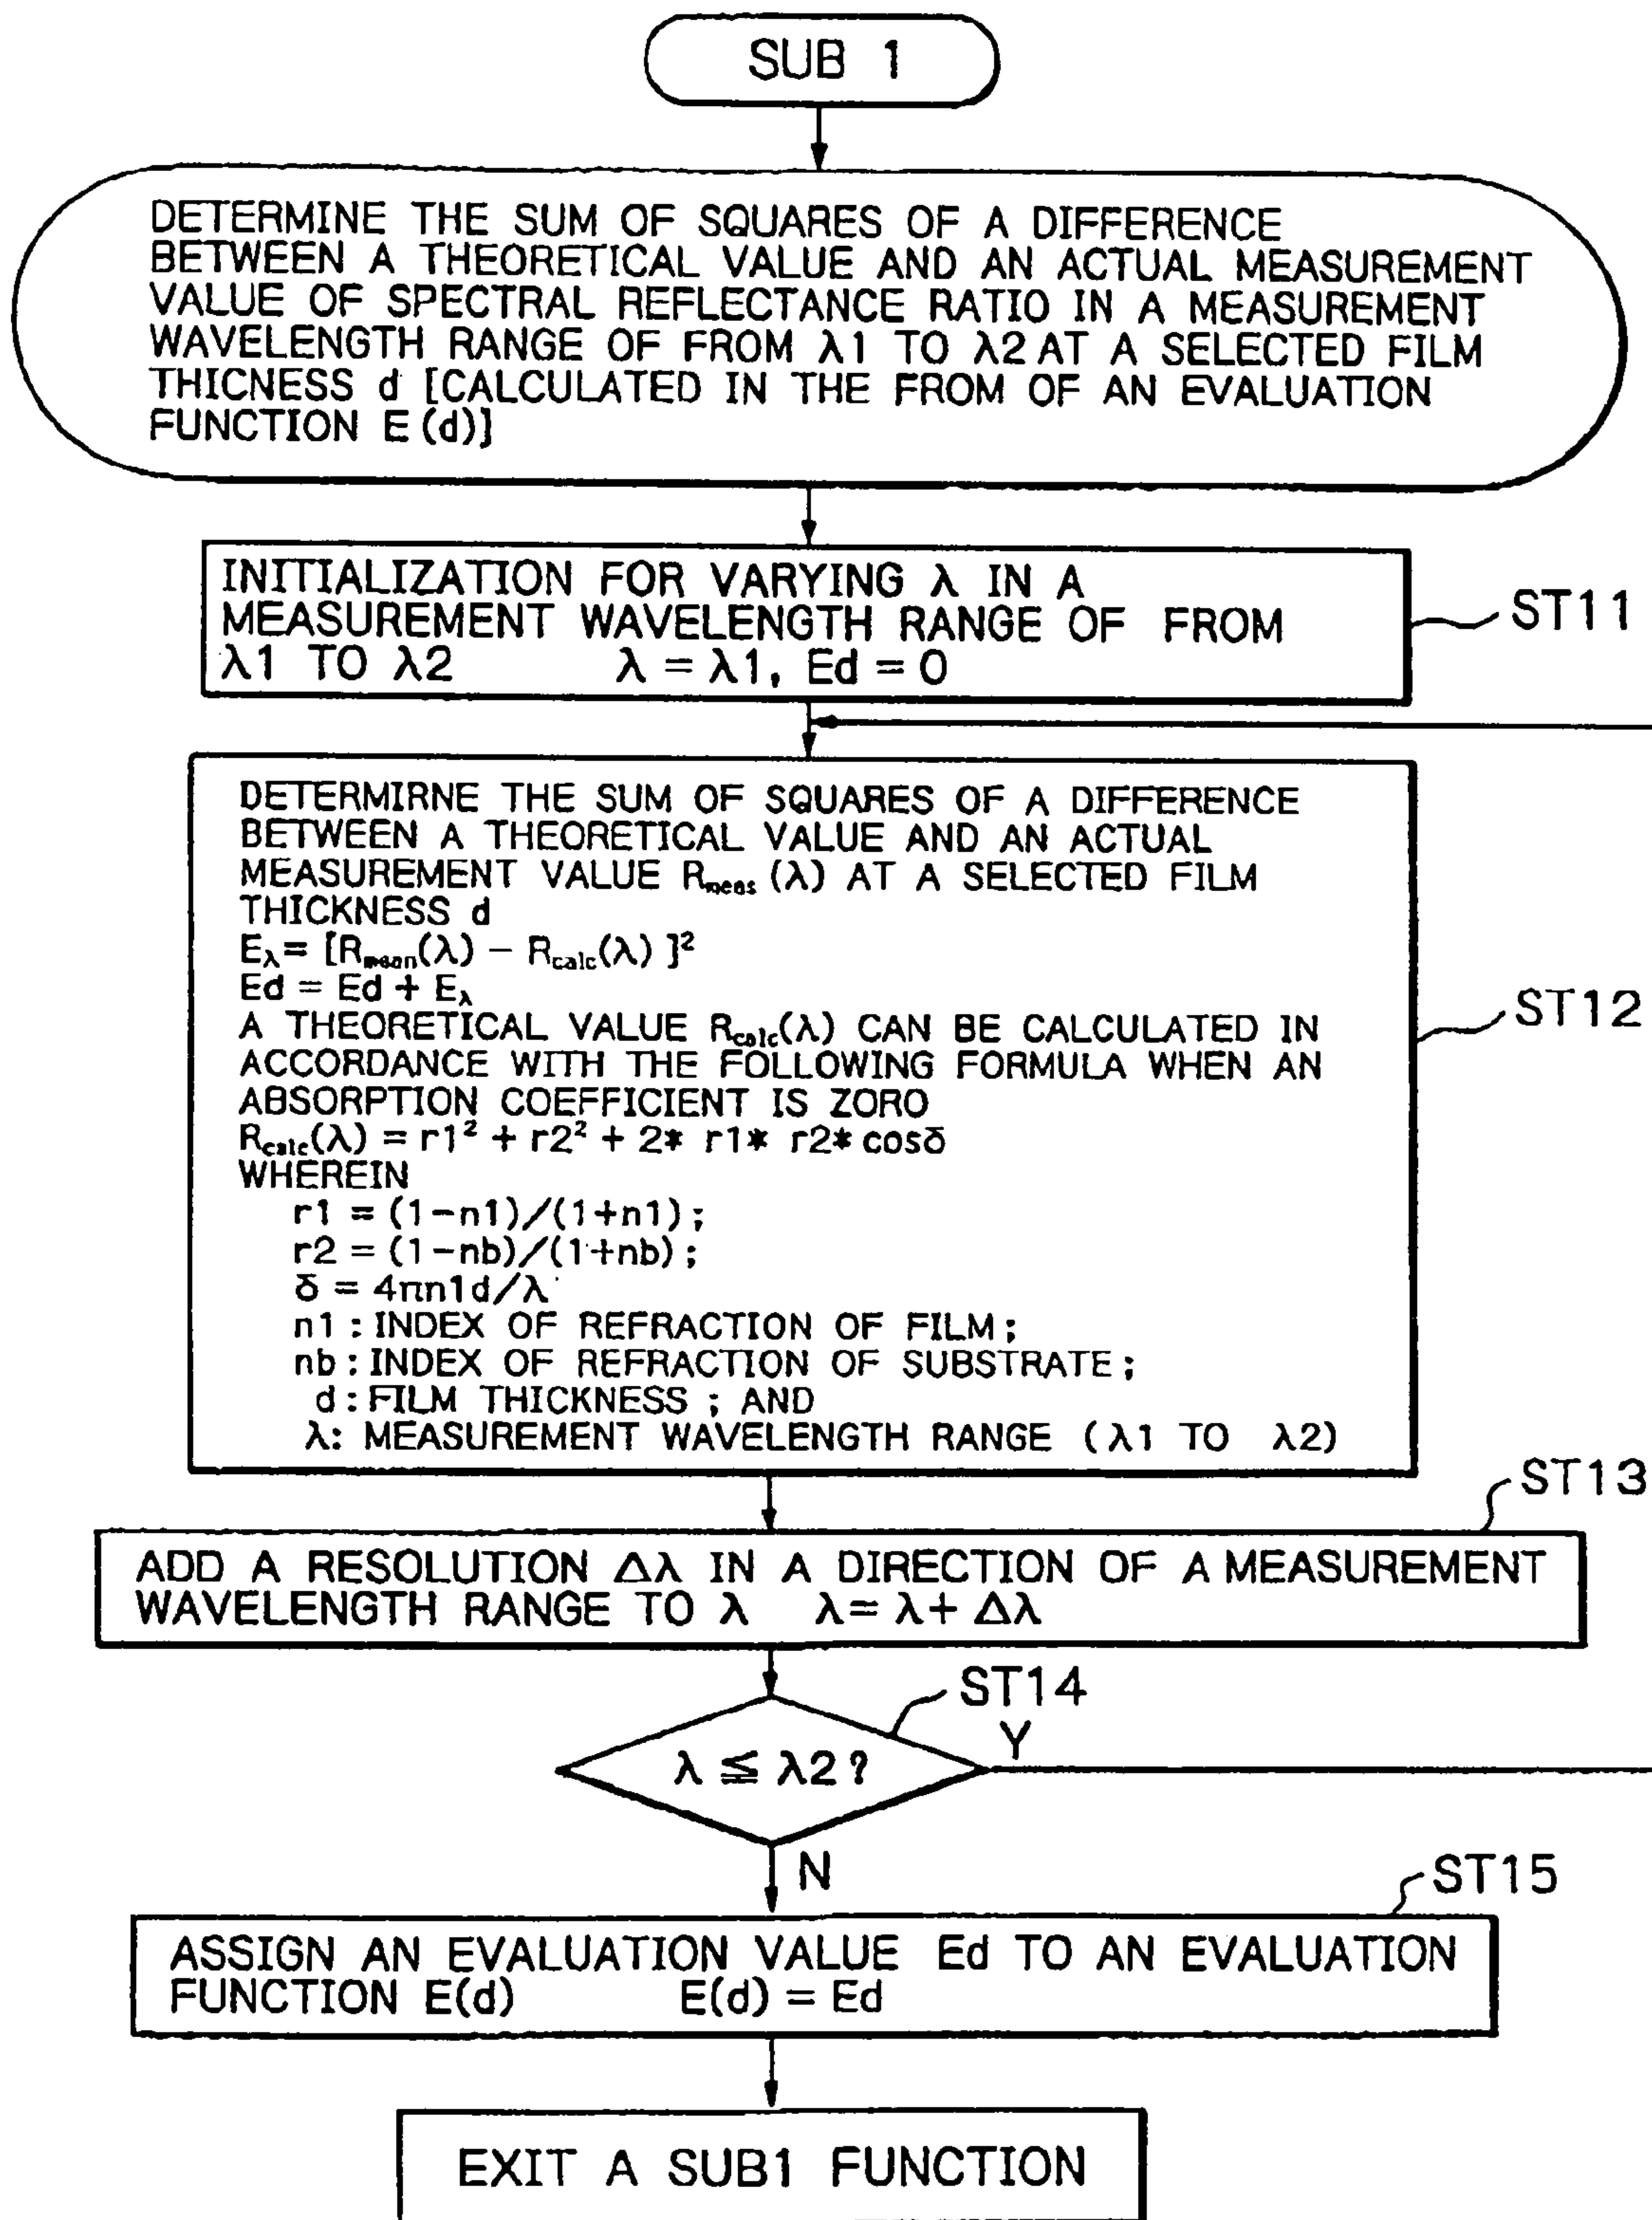 SUB 1
DETERMINE THE SUM OF SQUARES OF A DIFFERENCE
BETWEEN A THEORETICAL VALUE AND AN ACTUAL MEASUREMENT
VALUE OF SPECTRAL REFLECTANCE RATIO IN A MEASUREMENT
WAVELENGTH RANGE OF FROM λ1 TO λ2 AT A SELECTED FILM
THICNESS d [CALCULATED IN THE FROM OF AN EVALUATION
FUNCTION E(d)]
INITIALIZATION FOR VARYING λ IN A
MEASUREMENT WAVELENGTH RANGE OF FROM
λ1 TO λ2 λ = λ1, Ed = 0
ST11
DETERMIRNE THE SUM OF SQUARES OF A DIFFERENCE
BETWEEN A THEORETICAL VALUE AND AN ACTUAL
MEASUREMENT VALUE Rmeas (λ) AT A SELECTED FILM
THICKNESS d
Eλ = [Rmean(λ) − Rcalc(λ) ]²
Ed = Ed + Eλ
A THEORETICAL VALUE Rcalc(λ) CAN BE CALCULATED IN
ACCORDANCE WITH THE FOLLOWING FORMULA WHEN AN
ABSORPTION COEFFICIENT IS ZORO
Rcalc(λ) = r1² + r2² + 2* r1* r2* cosδ
WHEREIN
r1 = (1−n1)/(1+n1) ;
r2 = (1−nb)/(1+nb) ;
δ = 4πn1d/λ
n1 : INDEX OF REFRACTION OF FILM ;
nb : INDEX OF REFRACTION OF SUBSTRATE ;
d : FILM THICKNESS ; AND
λ: MEASUREMENT WAVELENGTH RANGE (λ1 TO λ2)
ST12
ST13
ADD A RESOLUTION Δλ IN A DIRECTION OF A MEASUREMENT
WAVELENGTH RANGE TO λ λ = λ + Δλ
ST14
λ ≦ λ2 ?
Y
N
ST15
ASSIGN AN EVALUATION VALUE Ed TO AN EVALUATION
FUNCTION E(d) E(d) = Ed
EXIT A SUB1 FUNCTION